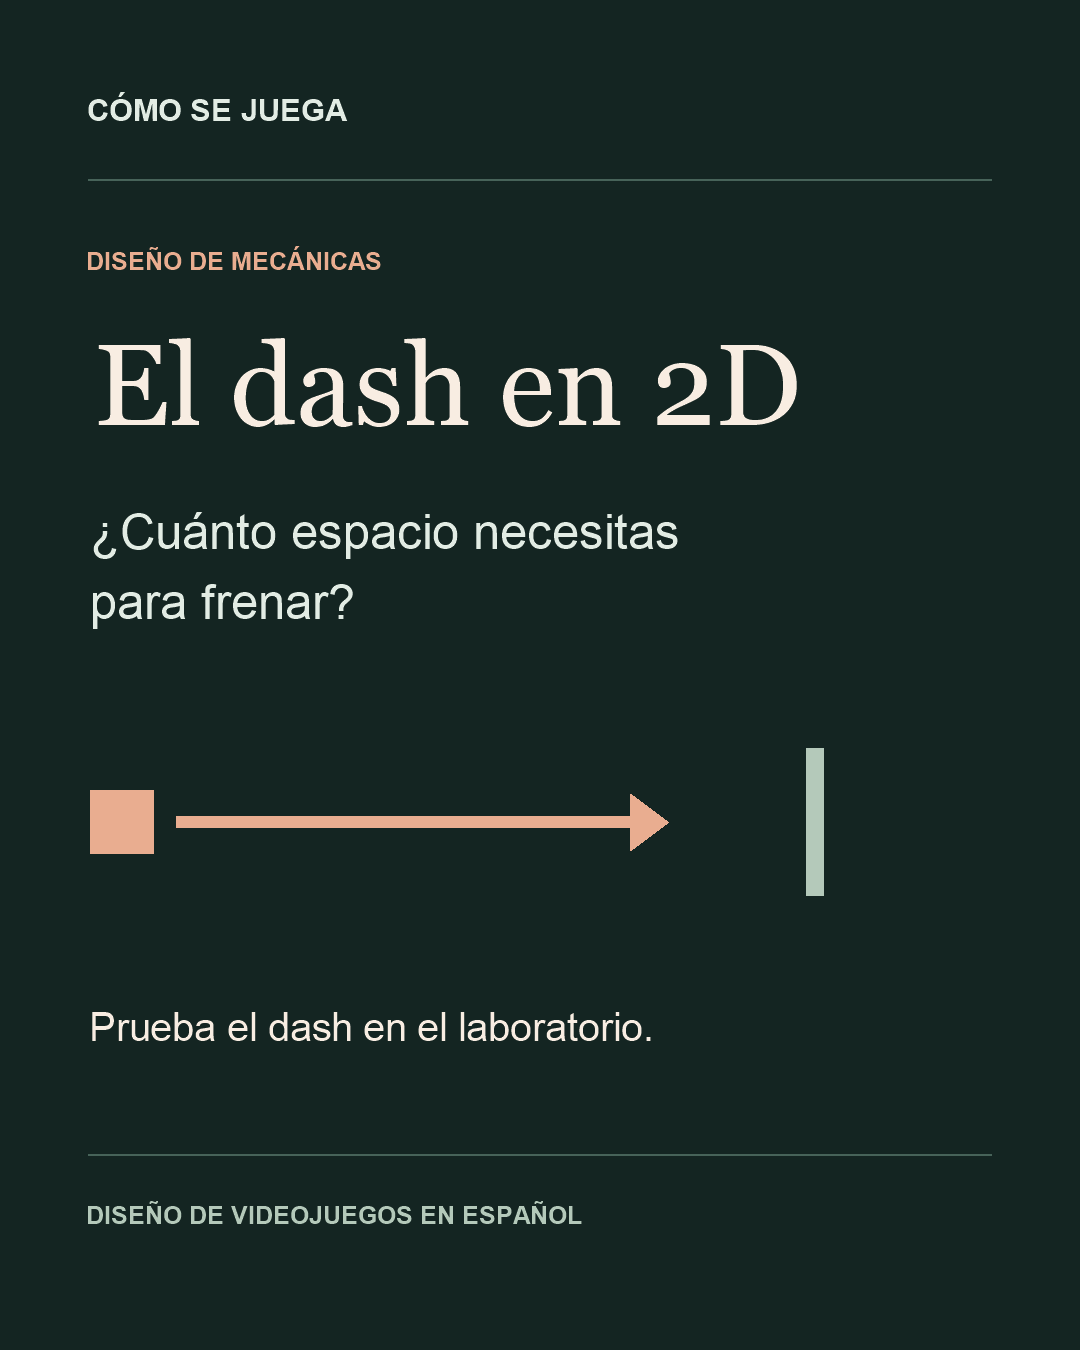 CÓMO SE JUEGA
DISEÑO DE MECÁNICAS
El dash en 2D
¿Cuánto espacio necesitas
para frenar?
Prueba el dash en el laboratorio.
DISEÑO DE VIDEOJUEGOS EN ESPAÑOL